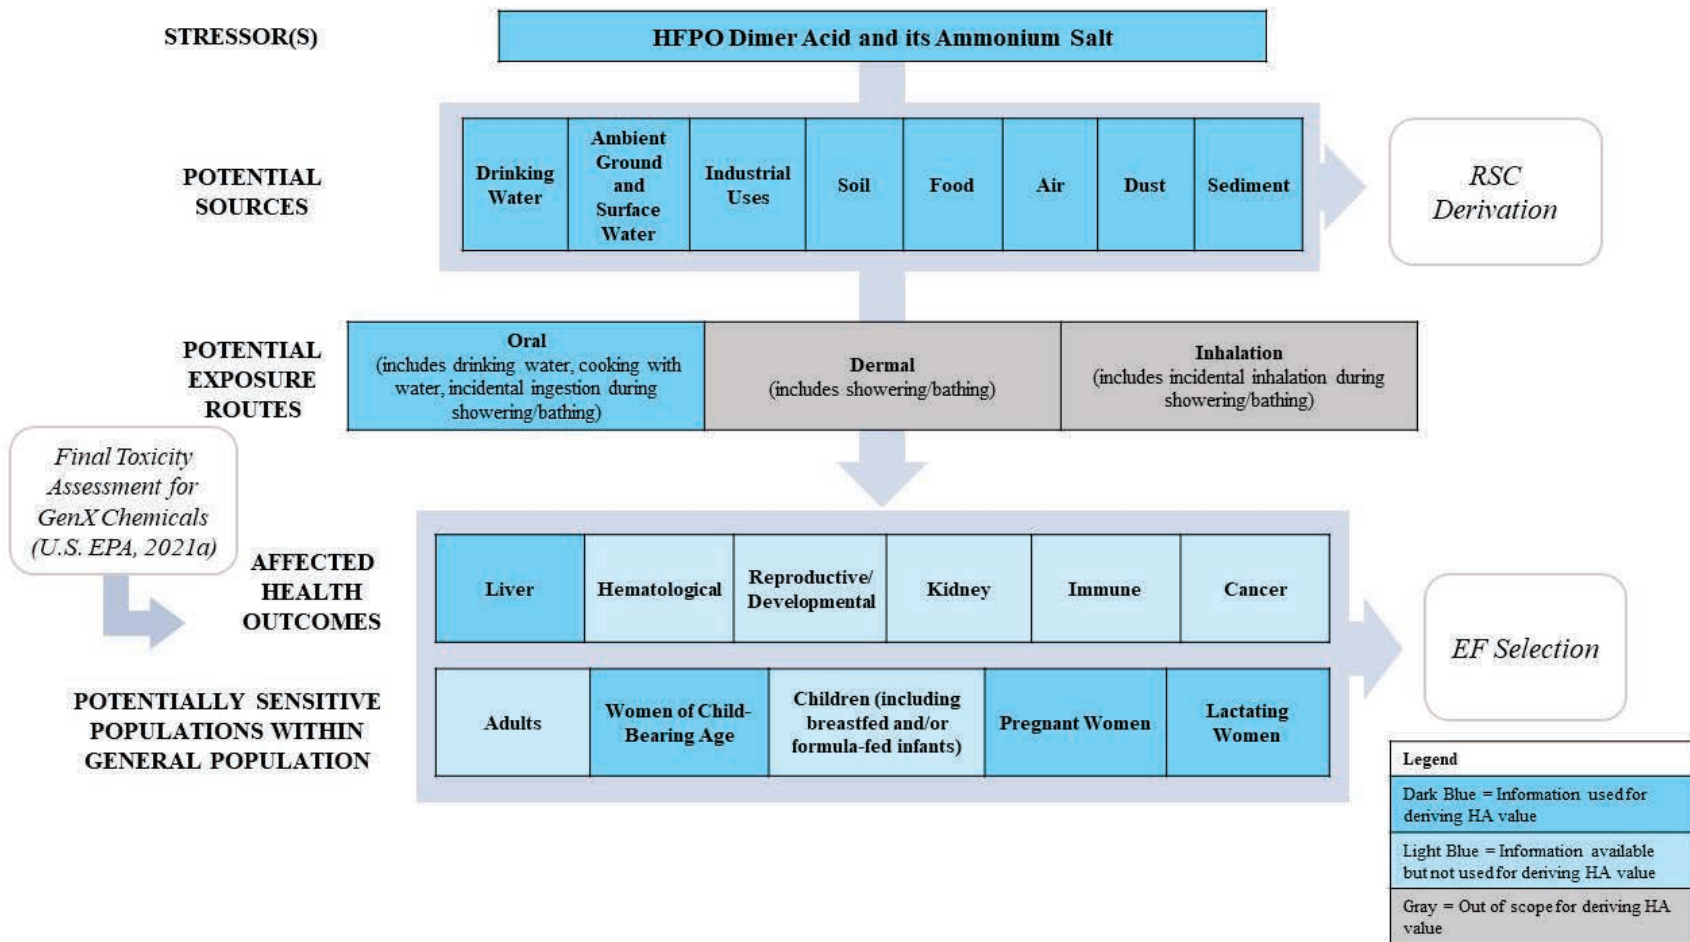 STRESSOR(S)
HFPO Dimer Acid and its Ammonium Salt
POTENTIAL
SOURCES
Drinking
Water
Ambient
Ground
and
Surface
Water
Industrial
Uses
Soil
Food
Air
Dust
Sediment
RSC
Derivation
POTENTIAL
EXPOSURE
ROUTES
Oral
(includes drinking water, cooking with
water, incidental ingestion during
showering/bathing)
Dermal
(includes showering/bathing)
Inhalation
(includes incidental inhalation during
showering/bathing)
Final Toxicity
Assessment for
GenX Chemicals
(U.S. EPA, 2021a)
AFFECTED
HEALTH
OUTCOMES
Liver
Hematological
Reproductive/
Developmental
Kidney
Immune
Cancer
EF Selection
POTENTIALLY SENSITIVE
POPULATIONS WITHIN
GENERAL POPULATION
Adults
Women of Child-
Bearing Age
Children (including
breastfed and/or
formula-fed infants)
Pregnant Women
Lactating
Women
Legend
Dark Blue = Information used for
deriving HA value
Light Blue = Information available
but not used for deriving HA value
Gray = Out of scope for deriving HA
value